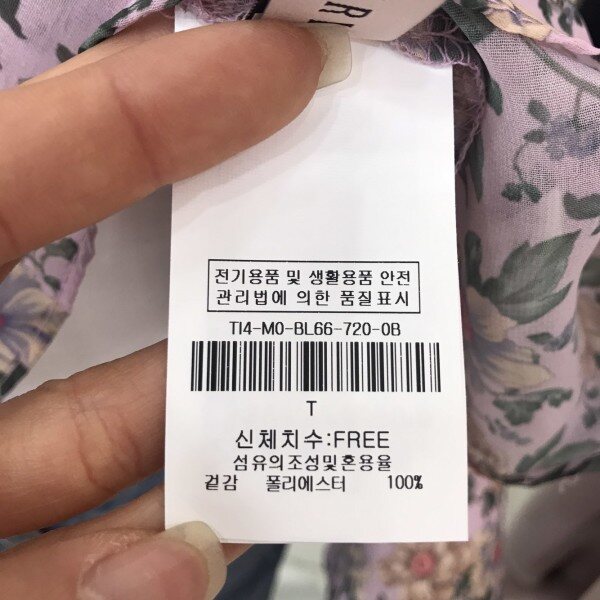 RI
전기용품 및 생활용품 안전
관리법에 의한 품질표시
TI4-M0-BL66-720-0B
T
신체치수:FREE
섬유의조성및혼용율
겉감 폴리에스터 100%